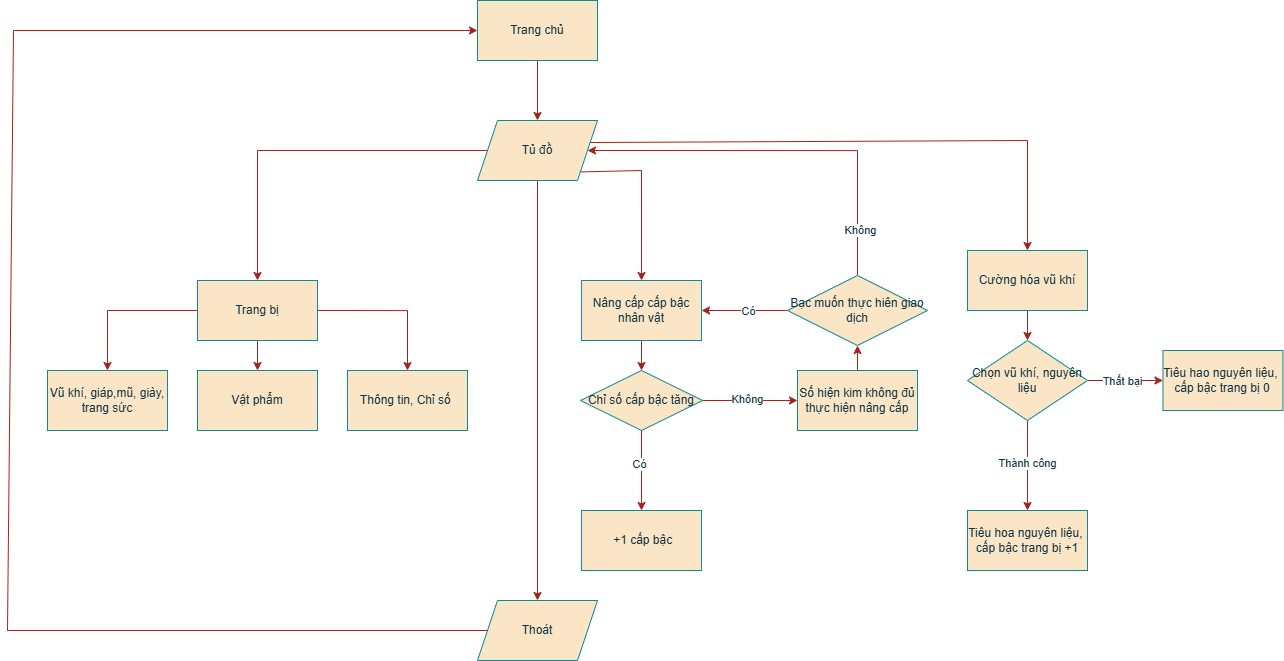 Trang chủ
Tủ đồ
Không
Trang bị
Nâng cấp cấp bậc
nhân vật
Có
Bạc muốn thực hiên giao
dịch
Cường hóa vũ khí
Vũ khí, giáp,mũ, giày,
trang sức
Vật phẩm
Thông tin, Chỉ số
Chỉ số cấp bậc tăng
Không
Số hiện kim không đủ
thực hiện nâng cấp
Chọn vũ khí, nguyên
liệu
Thất bại
Tiêu hao nguyên liệu,
cấp bậc trang bị 0
Có
Thành công
+1 cấp bậc
Tiêu hoa nguyên liệu,
cấp bậc trang bị +1
Thoát